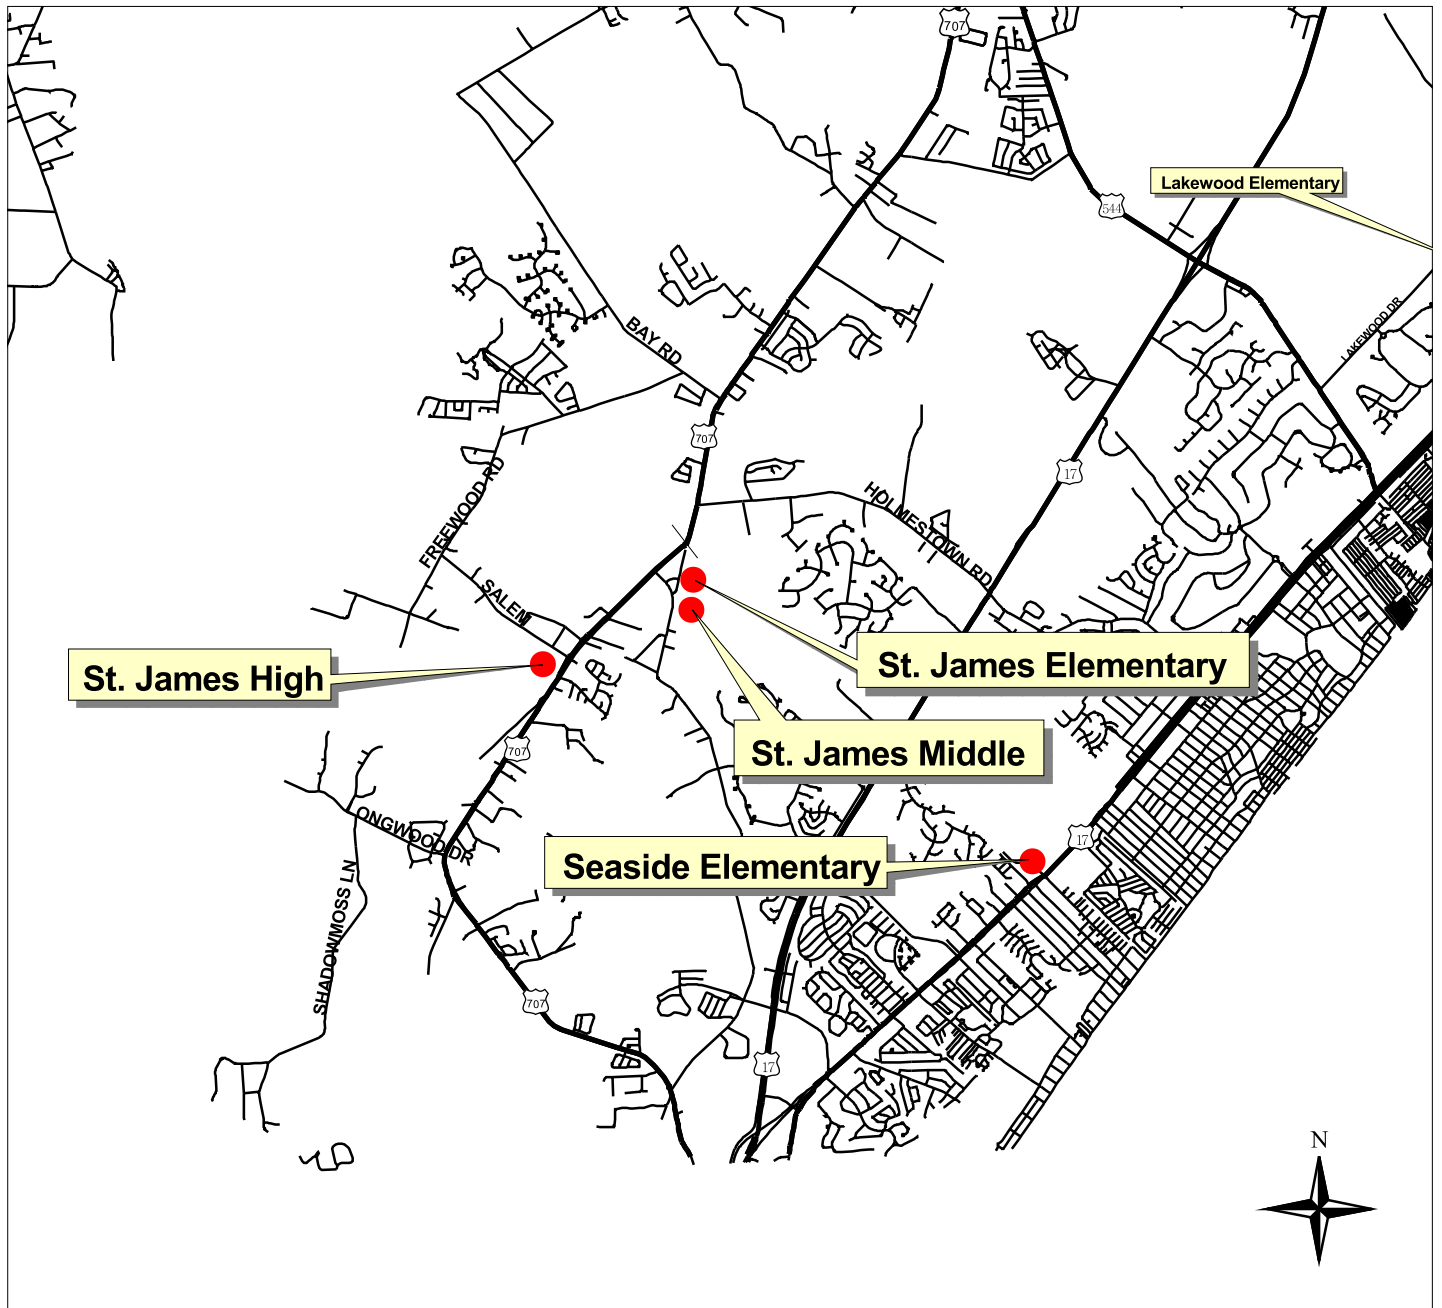 707
Lakewood Elementary
544
LAKEWOOD DR
BAY RD
707
17
FREEWOOD RD
HOLMESTOWN RD
SALEM
St. James Elementary
St. James High
St. James Middle
707
ONGWOOD DR
17
Seaside Elementary
SHADOWMOSS LN
707
17
N